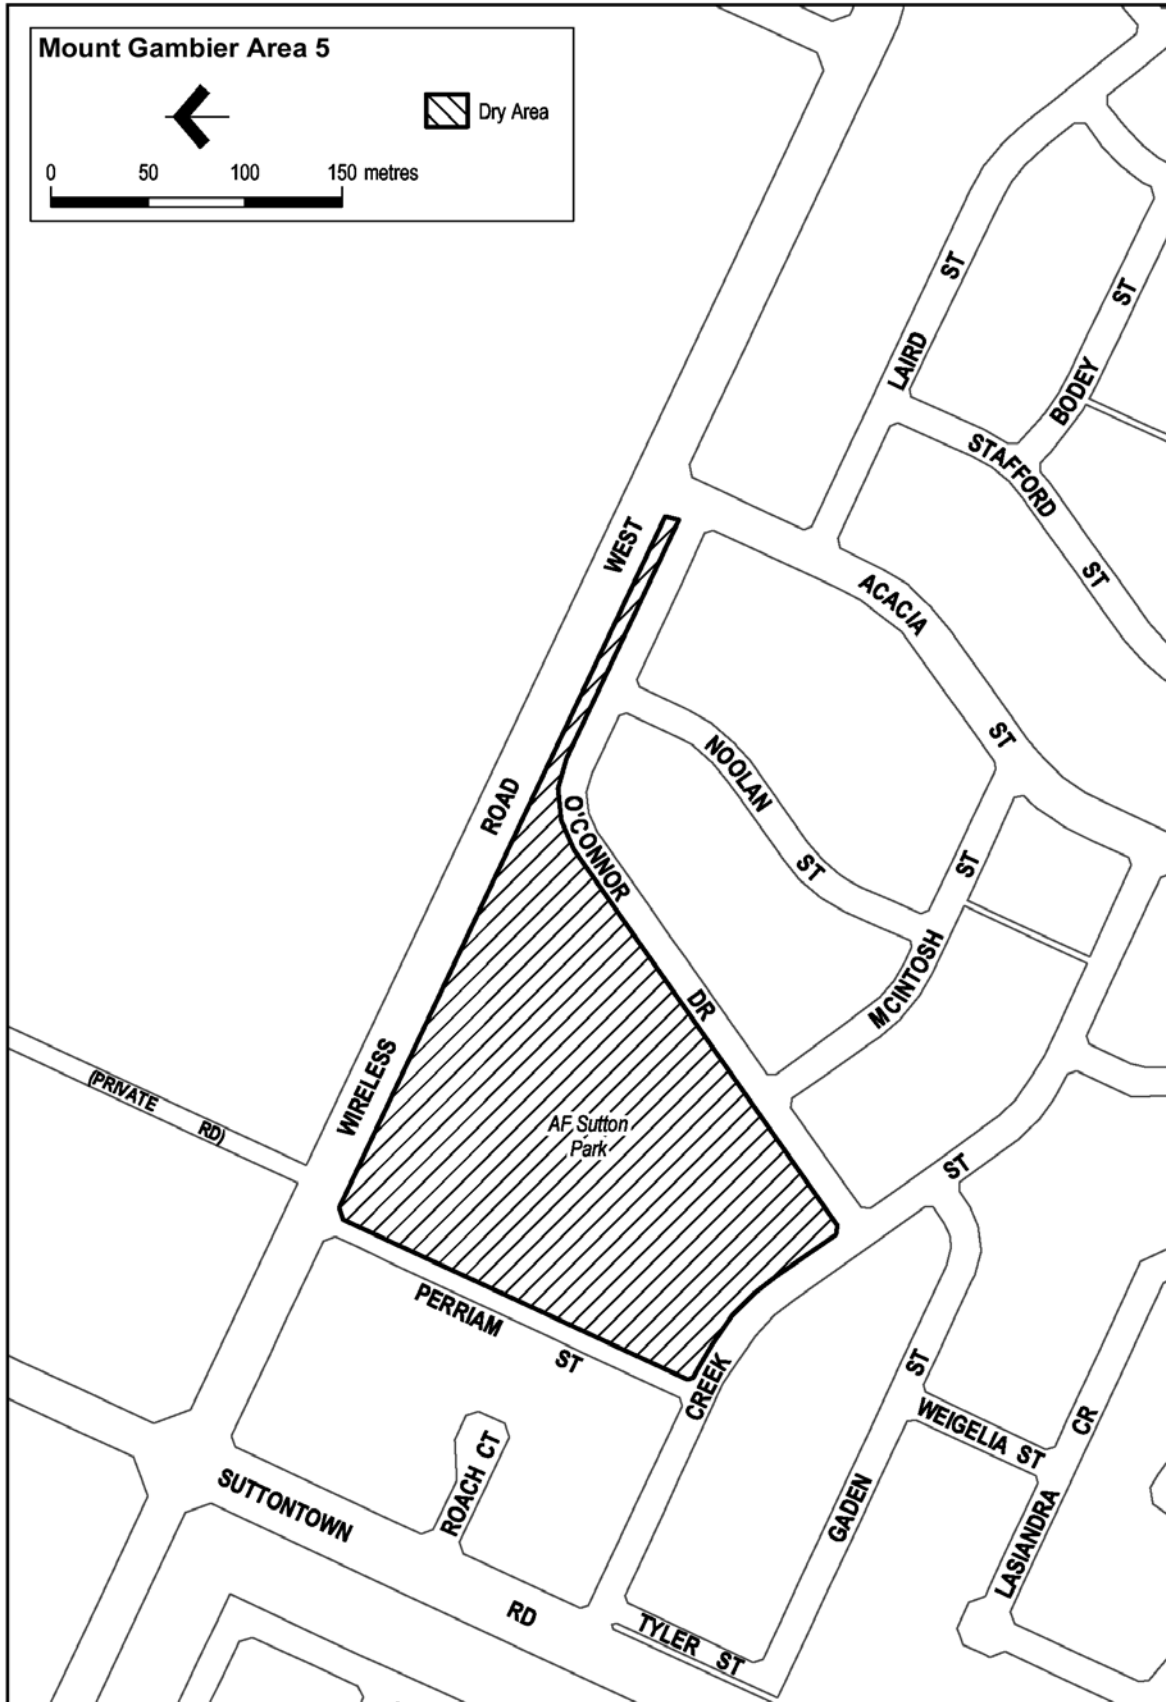 Mount Gambier Area 5
Dry Area
0 50 100 150 metres
LAIRD ST
BODEY ST
STAFFORD ST
WIRELESS ROAD WEST
ACACIA ST
NOOLAN ST
O'CONNOR DR
MCINTOSH ST
(PRIVATE RD)
AF Sutton
Park
PERRIAM ST
CREEK ST
GADEN ST
WEIGELIA ST
LASIANDRA CR
ROACH CT
SUTTONTOWN RD
TYLER ST